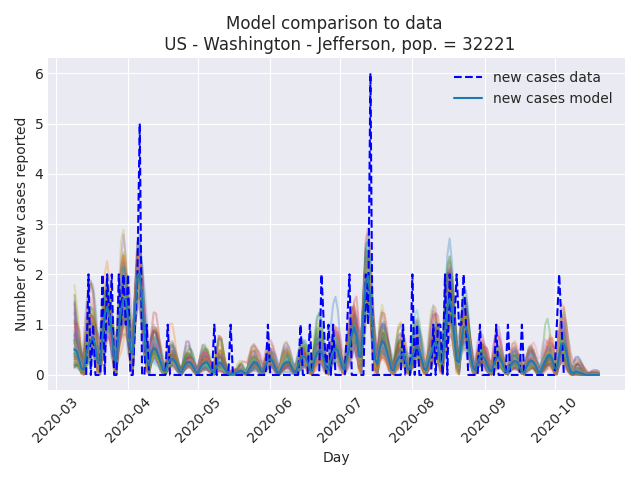 Model comparison to data
US - Washington - Jefferson, pop. = 32221
new cases data
new cases model
Number of new cases reported
6
5
4
3
2
1
0
2020-03
2020-04
2020-05
2020-06
2020-07
2020-08
2020-09
2020-10
Day